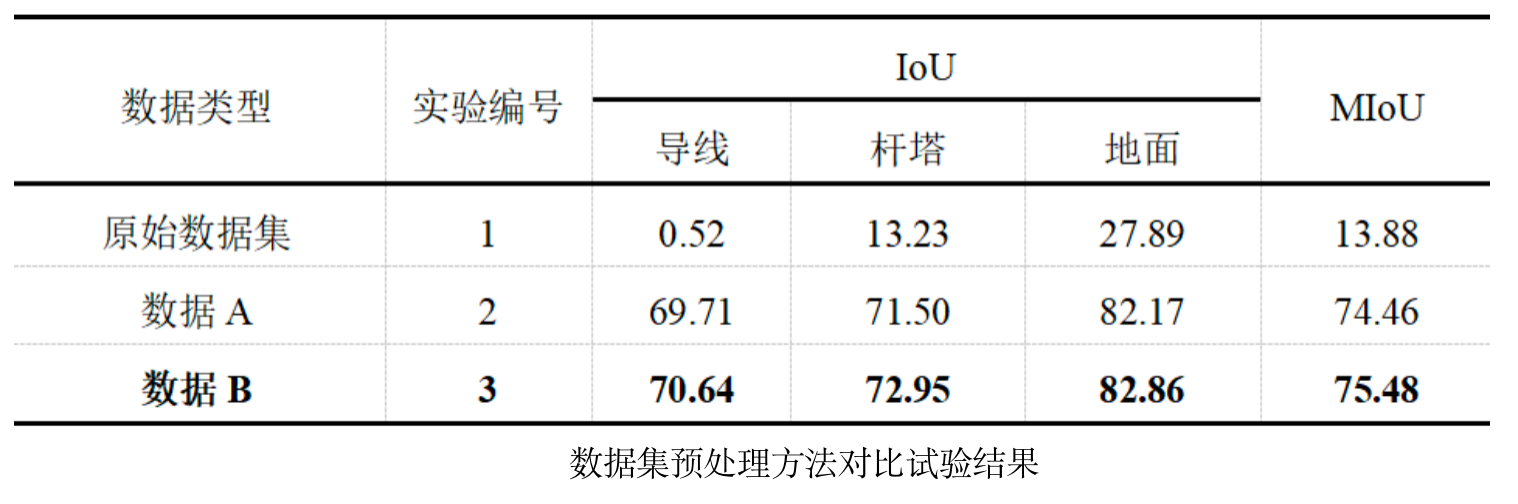 数据类型 实验编号 IoU MIoU
导线 杆塔 地面
原始数据集 1 0.52 13.23 27.89 13.88
数据 A 2 69.71 71.50 82.17 74.46
数据 B 3 70.64 72.95 82.86 75.48
数据集预处理方法对比试验结果